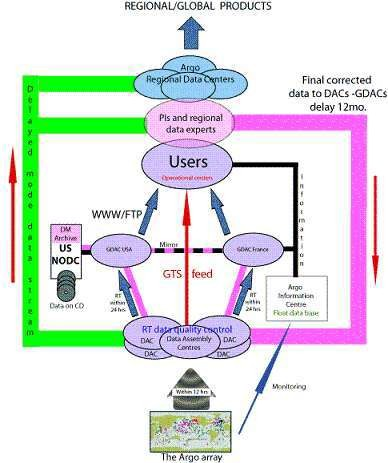 REGIONAL/GLOBAL PRODUCTS
Argo
Regional Data Centers
Final corrected
data to DACs -GDACs
delay 12mo.
PIs and regional
data experts
Users
Operational centers
Delayed mode data stream
Information
WWW/FTP
DM
Archive
US
NODC
Data on CD
GDAC USA
Mirror
GDAC France
GTS feed
RT
within
24 hrs
RT
within
24 hrs
Argo
Information
Centre
Float data base
RT data quality control
DAC
DAC
Data Assembly
Centres
DAC
DAC
Within 12 hrs
Monitoring
The Argo array